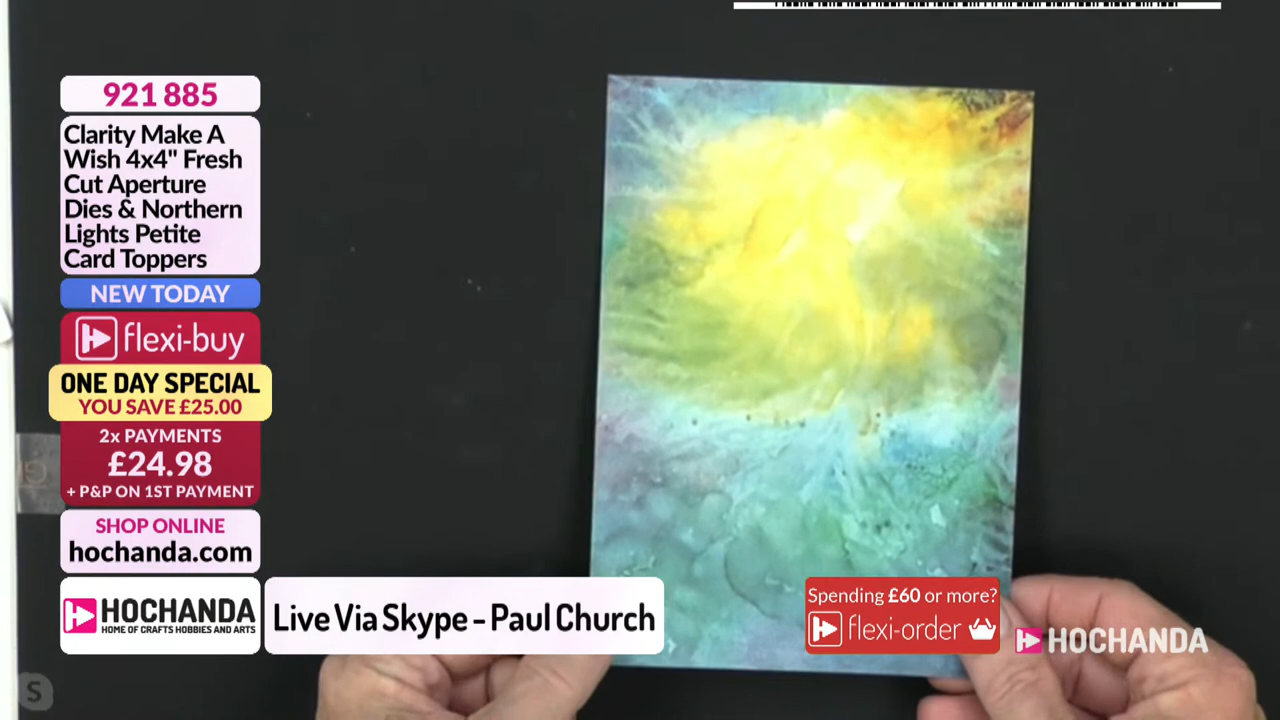 921 885
Clarity Make A
Wish 4x4" Fresh
Cut Aperture
Dies & Northern
Lights Petite
Card Toppers
NEW TODAY
flexi-buy
ONE DAY SPECIAL
YOU SAVE £25.00
2x PAYMENTS
£24.98
+ P&P ON 1ST PAYMENT
SHOP ONLINE
hochanda.com
HOCHANDA
HOME OF CRAFTS HOBBIES AND ARTS
Live Via Skype - Paul Church
Spending £60 or more?
flexi-order
HOCHANDA
S